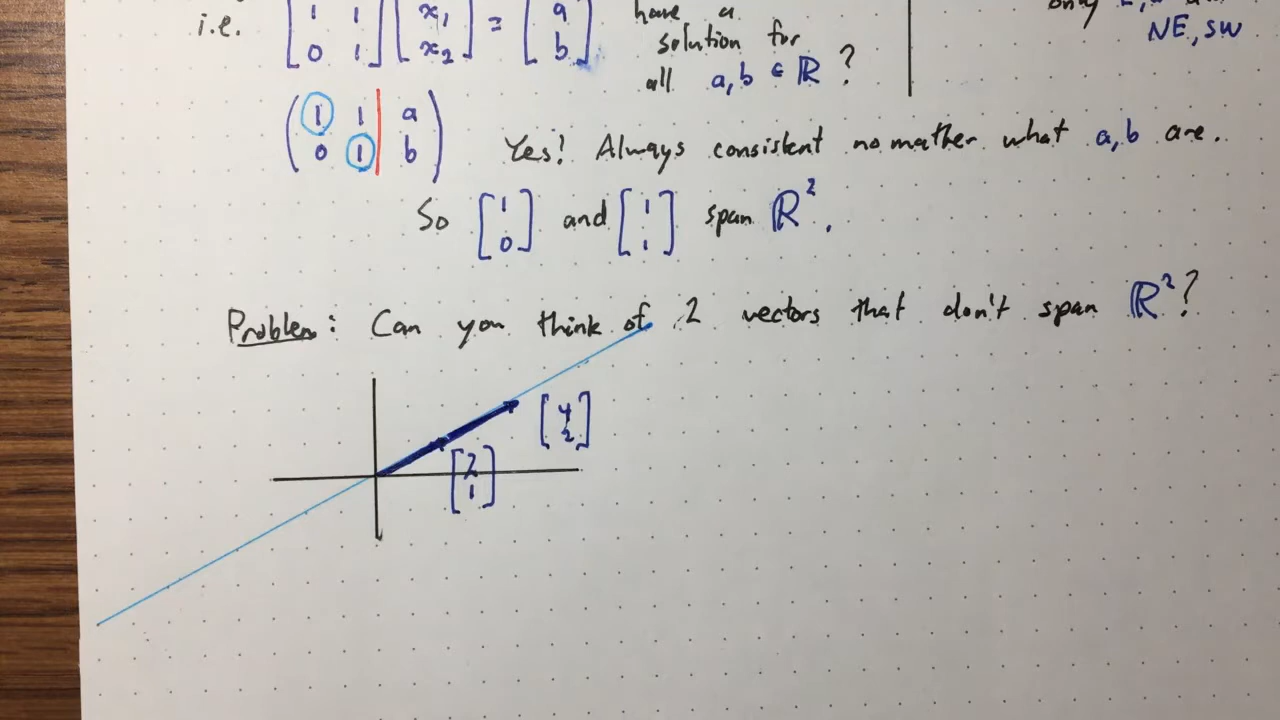 i.e. [1 1; 0 1] [x₁; x₂] = [a; b] have a solution for all a, b ∈ ℝ ?
only
NE, SW
(1 1 | a; 0 1 | b) Yes! Always consistent no mather what a, b are.
So [1; 0] and [1; 1] span ℝ².
Problem: Can you think of 2 vectors that don't span ℝ²?
[4; 2]
[2; 1]